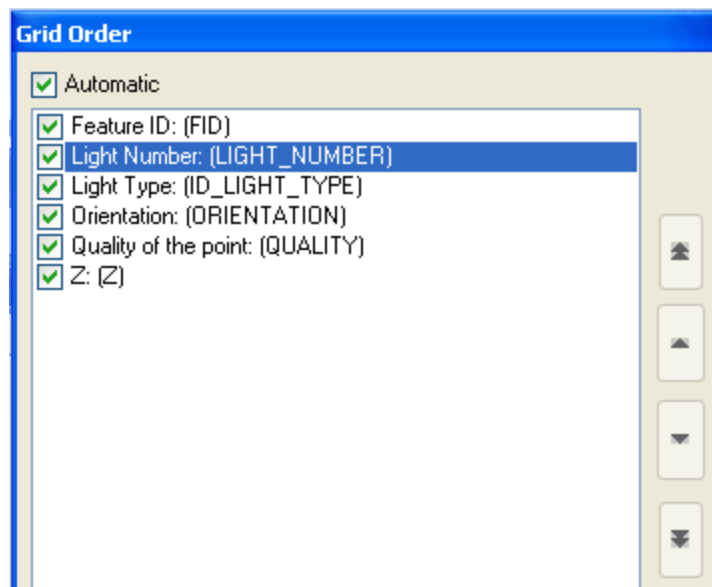 Grid Order
Automatic
Feature ID: (FID)
Light Number: (LIGHT_NUMBER)
Light Type: (ID_LIGHT_TYPE)
Orientation: (ORIENTATION)
Quality of the point: (QUALITY)
Z: (Z)